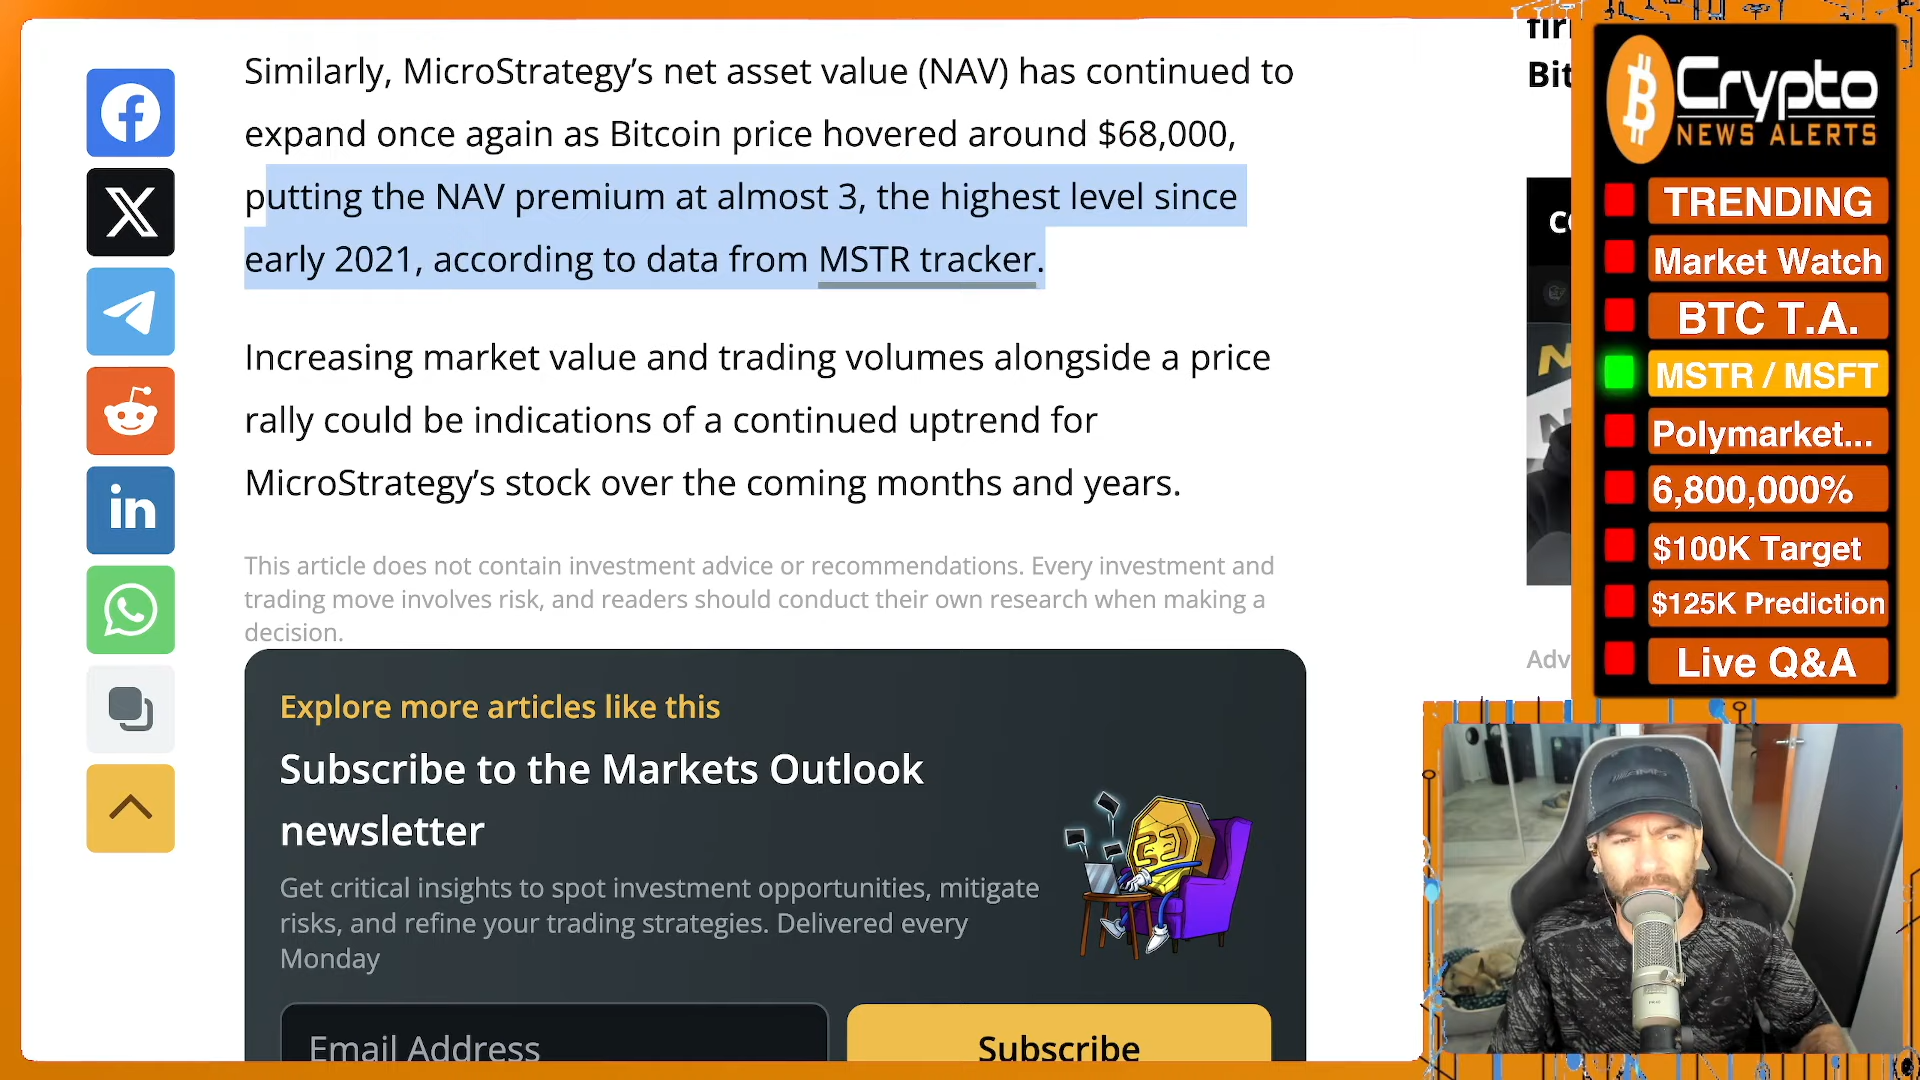 Similarly, MicroStrategy’s net asset value (NAV) has continued to
expand once again as Bitcoin price hovered around $68,000,
putting the NAV premium at almost 3, the highest level since
early 2021, according to data from MSTR tracker.
Increasing market value and trading volumes alongside a price
rally could be indications of a continued uptrend for
MicroStrategy’s stock over the coming months and years.
This article does not contain investment advice or recommendations. Every investment and
trading move involves risk, and readers should conduct their own research when making a
decision.
Explore more articles like this
Subscribe to the Markets Outlook
newsletter
Get critical insights to spot investment opportunities, mitigate
risks, and refine your trading strategies. Delivered every
Monday
Email Address
Subscribe
in
Bit
Adv
Crypto
NEWS ALERTS
TRENDING
Market Watch
BTC T.A.
MSTR / MSFT
Polymarket...
6,800,000%
$100K Target
$125K Prediction
Live Q&A